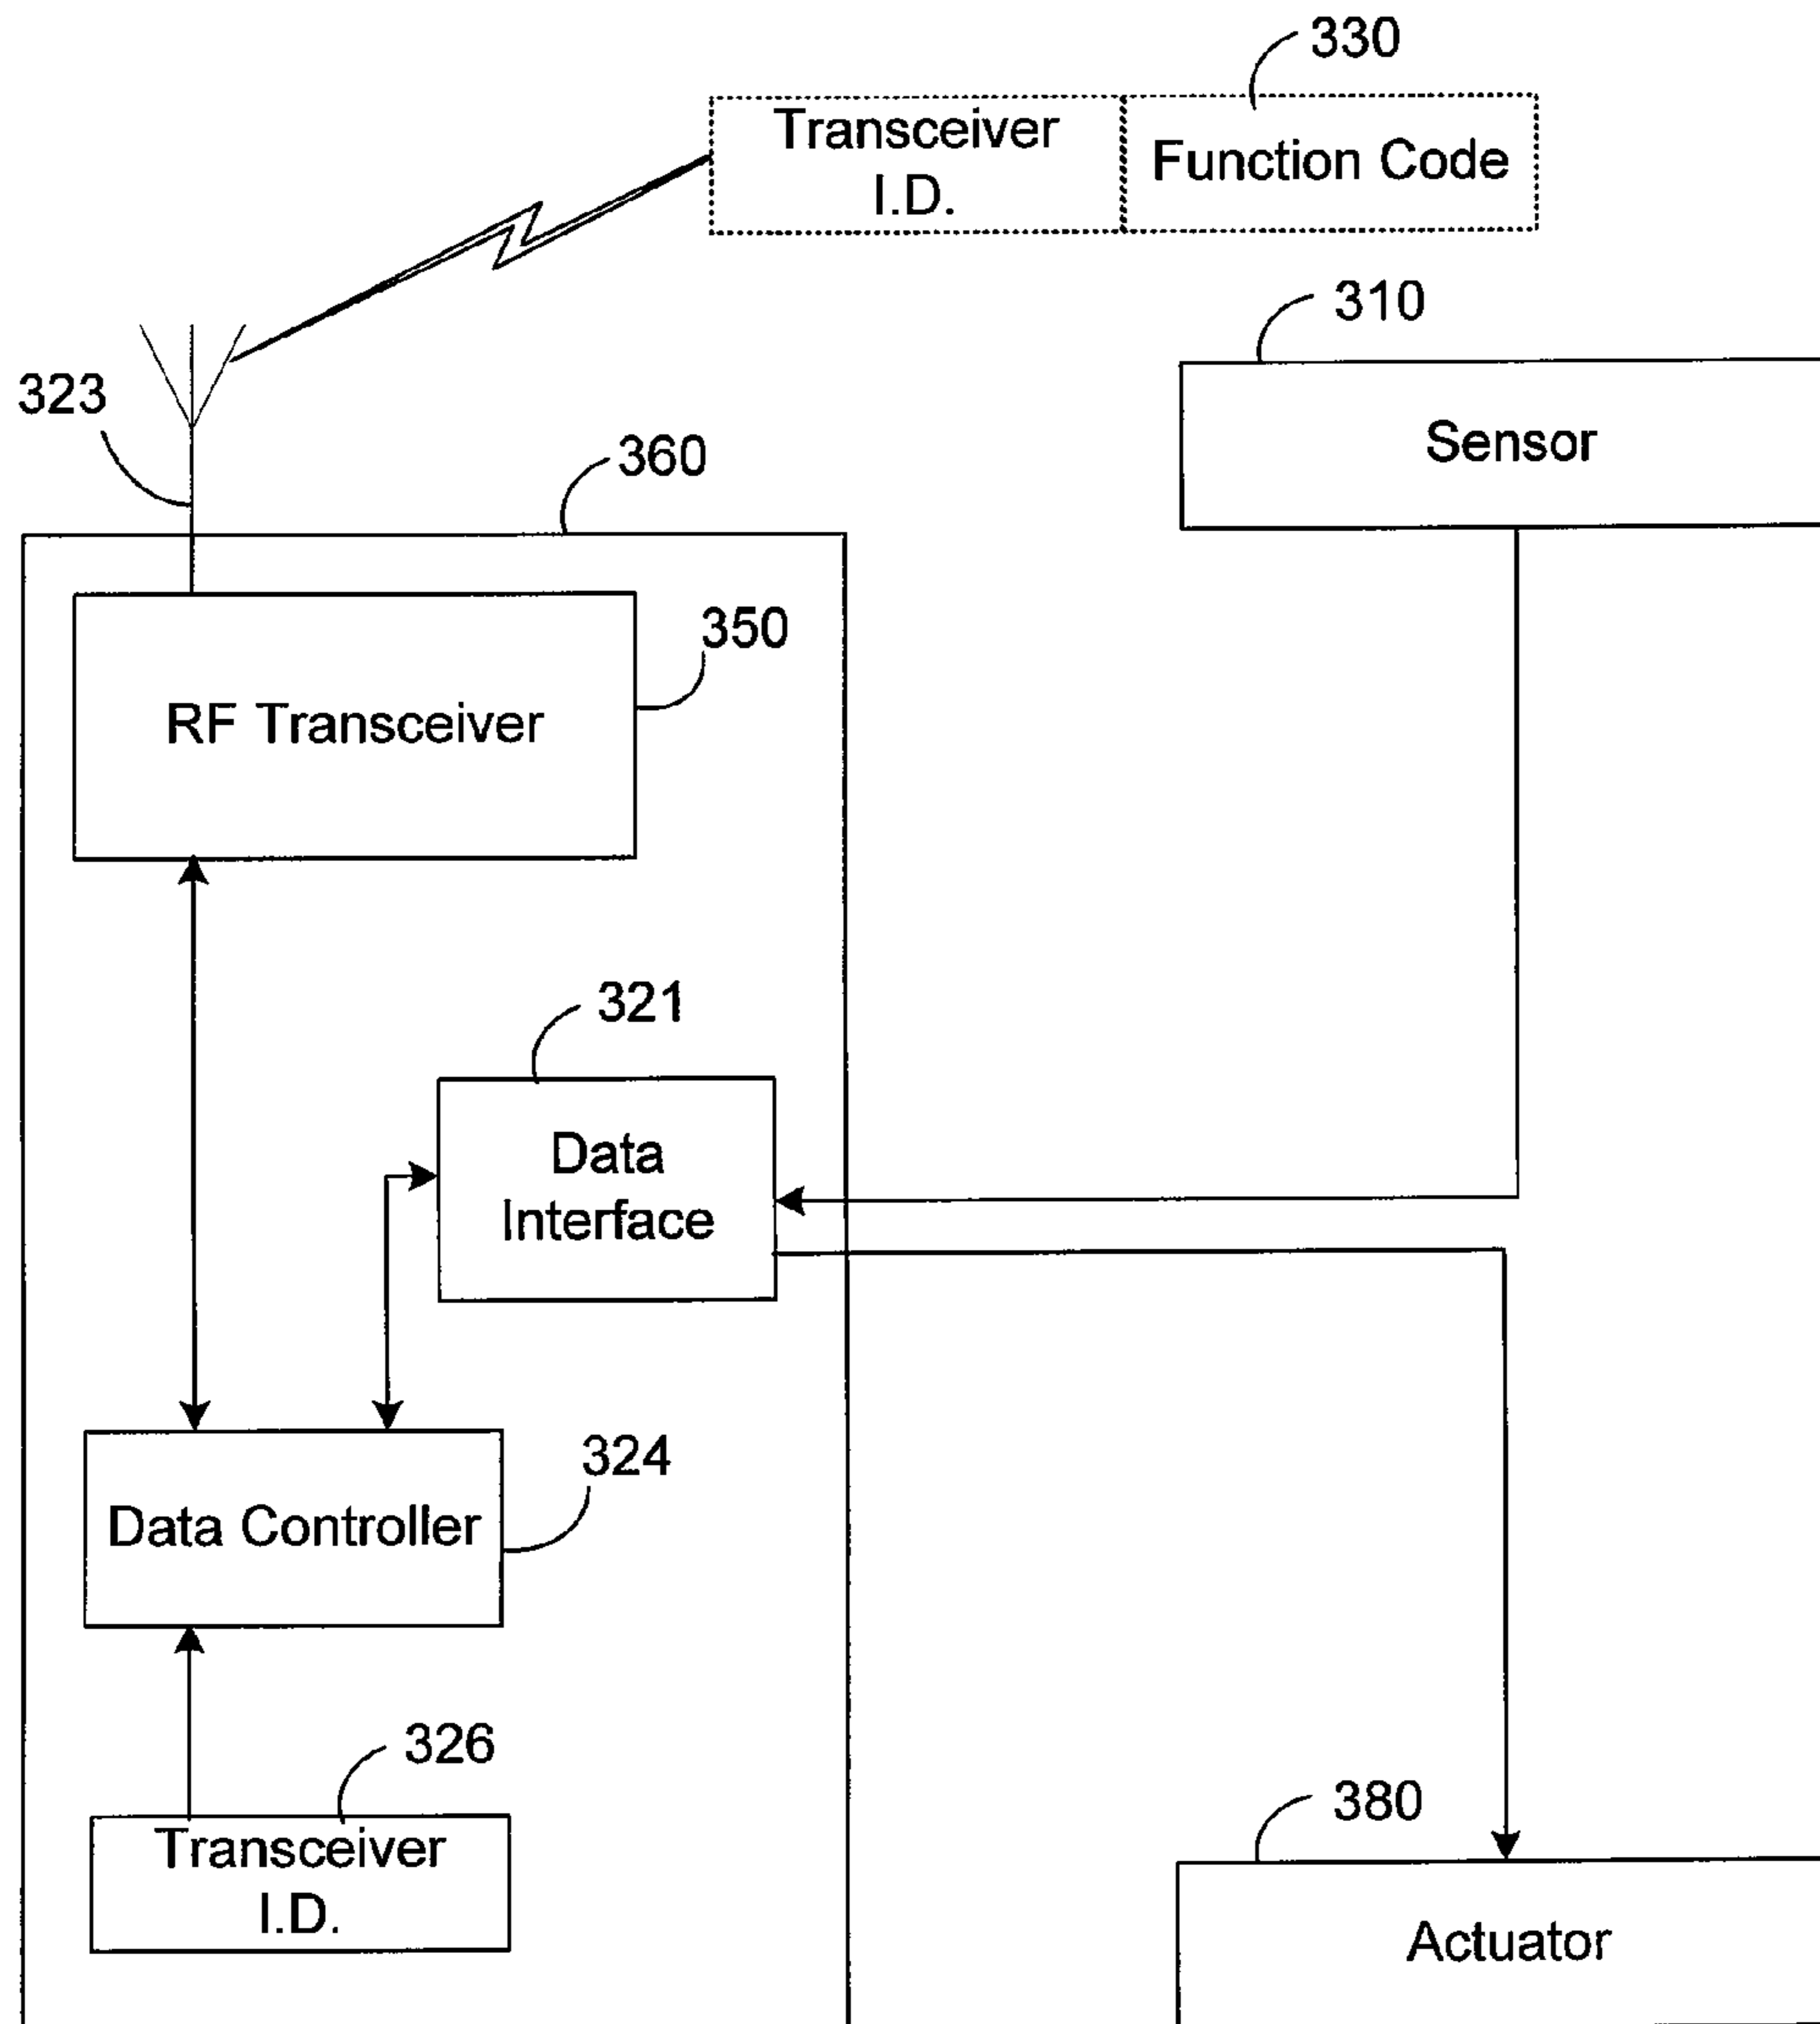 330
Transceiver
I.D.
Function Code
310
Sensor
323
360
350
RF Transceiver
321
Data
Interface
324
Data Controller
326
Transceiver
I.D.
380
Actuator